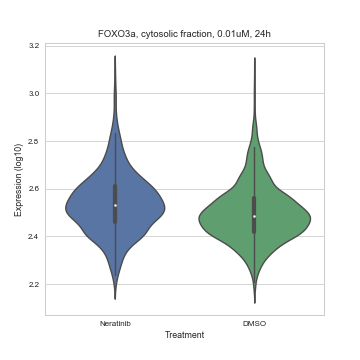 FOXO3a, cytosolic fraction, 0.01uM, 24h
3.2
3.0
2.8
2.6
2.4
2.2
Expression (log10)
Neratinib DMSO
Treatment